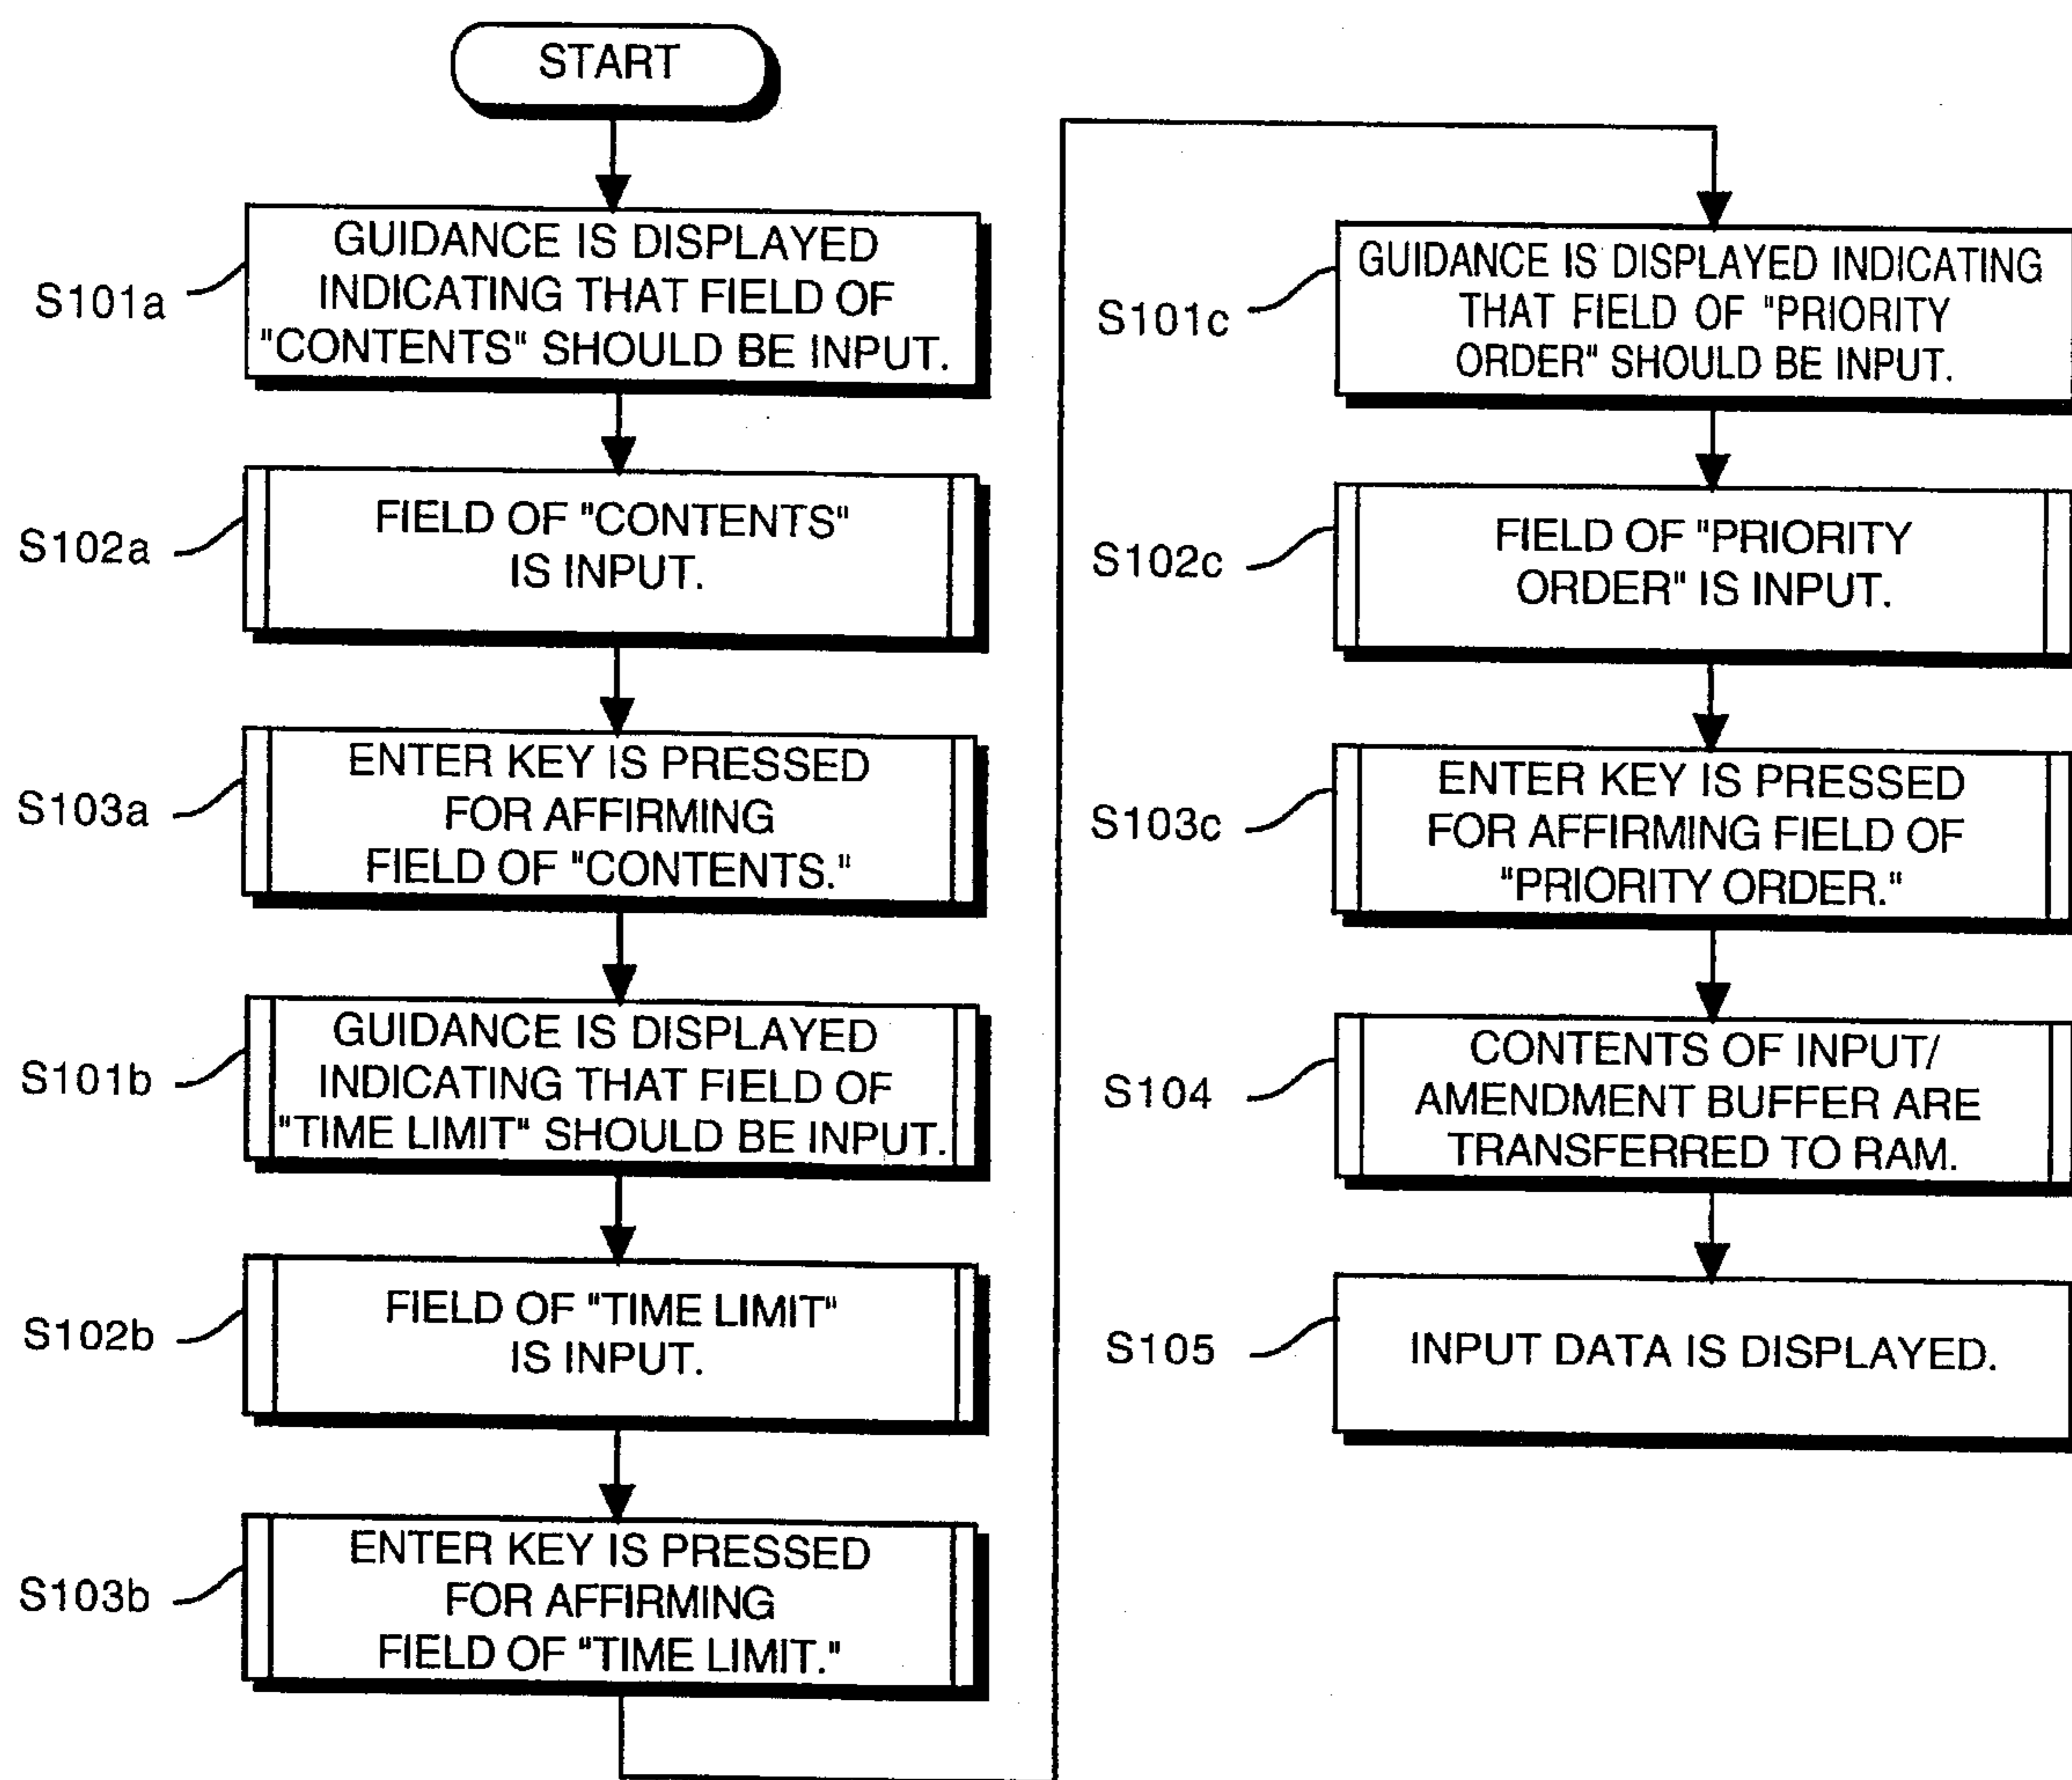 START
S101a
GUIDANCE IS DISPLAYED
INDICATING THAT FIELD OF
"CONTENTS" SHOULD BE INPUT.
S102a
FIELD OF "CONTENTS"
IS INPUT.
S103a
ENTER KEY IS PRESSED
FOR AFFIRMING
FIELD OF "CONTENTS."
S101b
GUIDANCE IS DISPLAYED
INDICATING THAT FIELD OF
"TIME LIMIT" SHOULD BE INPUT.
S102b
FIELD OF "TIME LIMIT"
IS INPUT.
S103b
ENTER KEY IS PRESSED
FOR AFFIRMING
FIELD OF "TIME LIMIT."
S101c
GUIDANCE IS DISPLAYED INDICATING
THAT FIELD OF "PRIORITY
ORDER" SHOULD BE INPUT.
S102c
FIELD OF "PRIORITY
ORDER" IS INPUT.
S103c
ENTER KEY IS PRESSED
FOR AFFIRMING FIELD OF
"PRIORITY ORDER."
S104
CONTENTS OF INPUT/
AMENDMENT BUFFER ARE
TRANSFERRED TO RAM.
S105
INPUT DATA IS DISPLAYED.